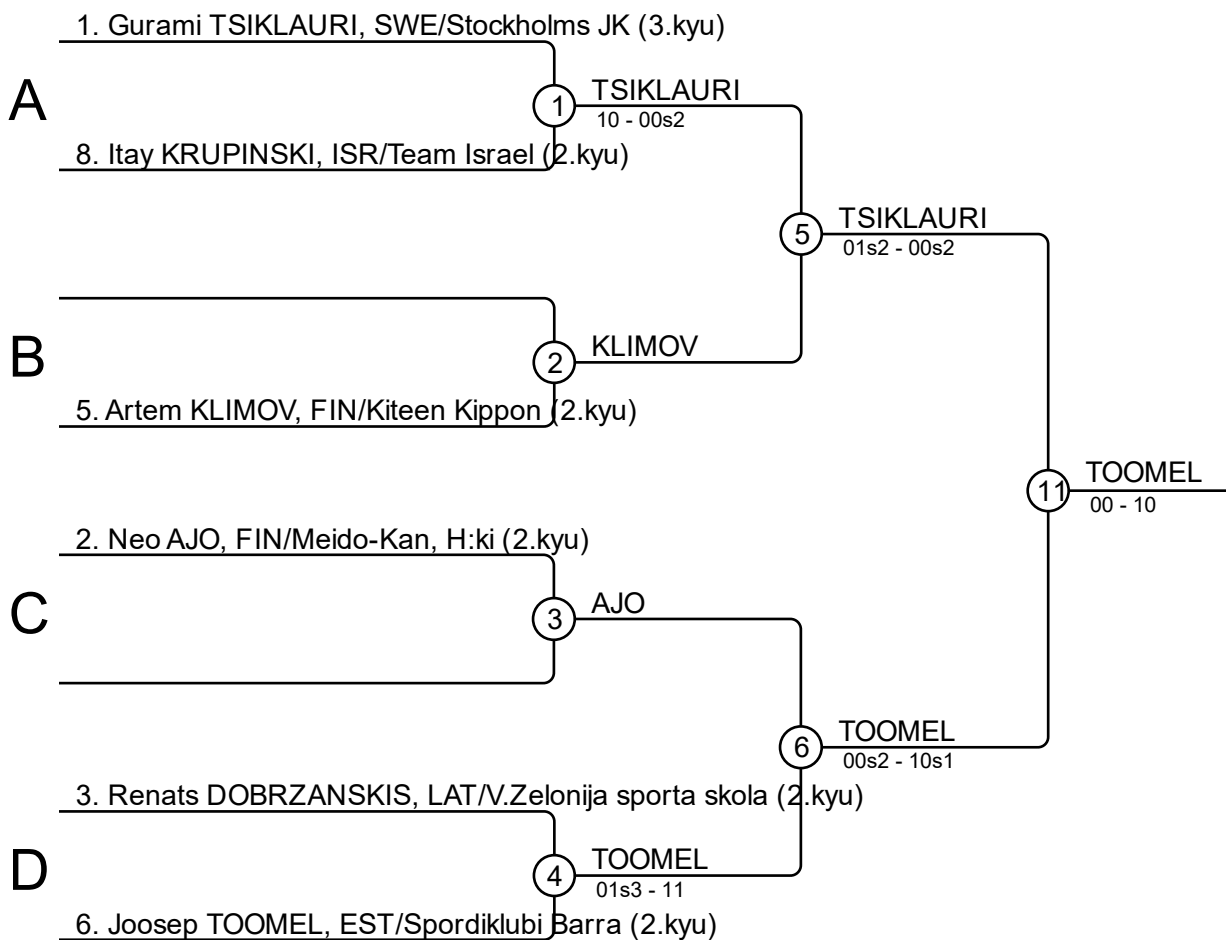 1. Gurami TSIKLAURI, SWE/Stockholms JK (3.kyu)
A
1
TSIKLAURI
10 - 00s2
8. Itay KRUPINSKI, ISR/Team Israel (2.kyu)
5
TSIKLAURI
01s2 - 00s2
B
2
KLIMOV
5. Artem KLIMOV, FIN/Kiteen Kippon (2.kyu)
11
TOOMEL
00 - 10
2. Neo AJO, FIN/Meido-Kan, H:ki (2.kyu)
C
3
AJO
6
TOOMEL
00s2 - 10s1
3. Renats DOBRZANSKIS, LAT/V.Zelonija sporta skola (2.kyu)
D
4
TOOMEL
01s3 - 11
6. Joosep TOOMEL, EST/Spordiklubi Barra (2.kyu)